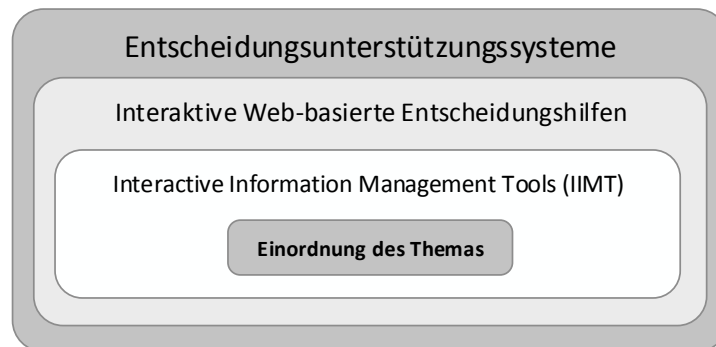 Entscheidungsunterstützungssysteme
Interaktive Web-basierte Entscheidungshilfen
Interactive Information Management Tools (IIMT)
Einordnung des Themas